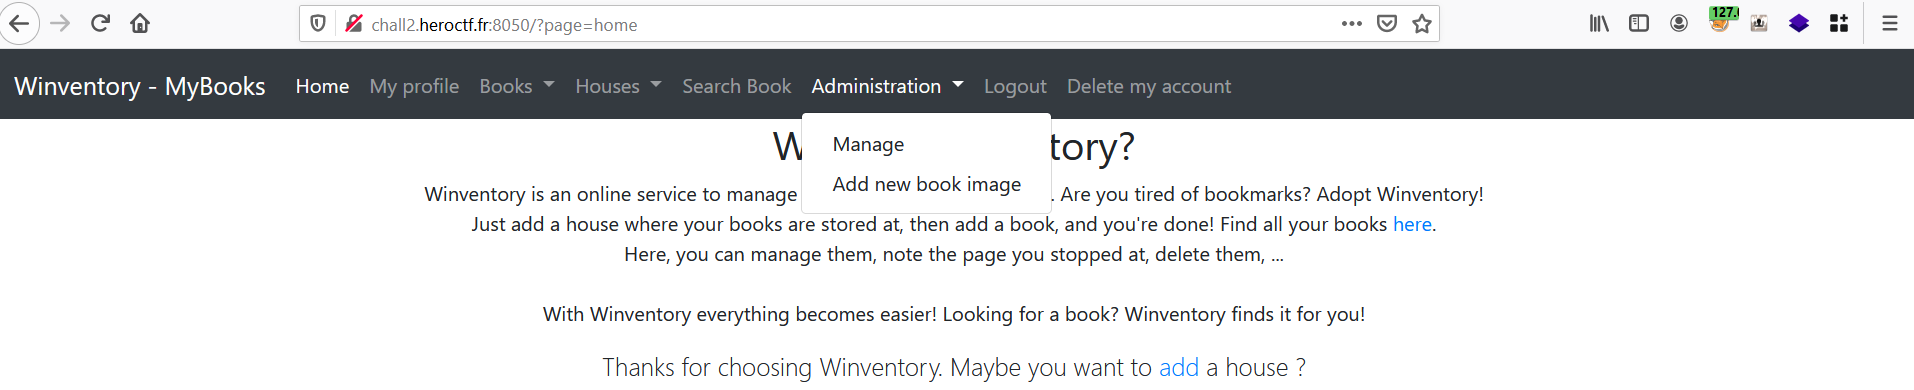 chall2.heroctf.fr:8050/?page=home
127.
Winventory - MyBooks Home My profile Books Houses Search Book Administration Logout Delete my account
Manage
Add new book image
tory?
Winventory is an online service to manage . Are you tired of bookmarks? Adopt Winventory!
Just add a house where your books are stored at, then add a book, and you're done! Find all your books here.
Here, you can manage them, note the page you stopped at, delete them, ...
With Winventory everything becomes easier! Looking for a book? Winventory finds it for you!
Thanks for choosing Winventory. Maybe you want to add a house ?